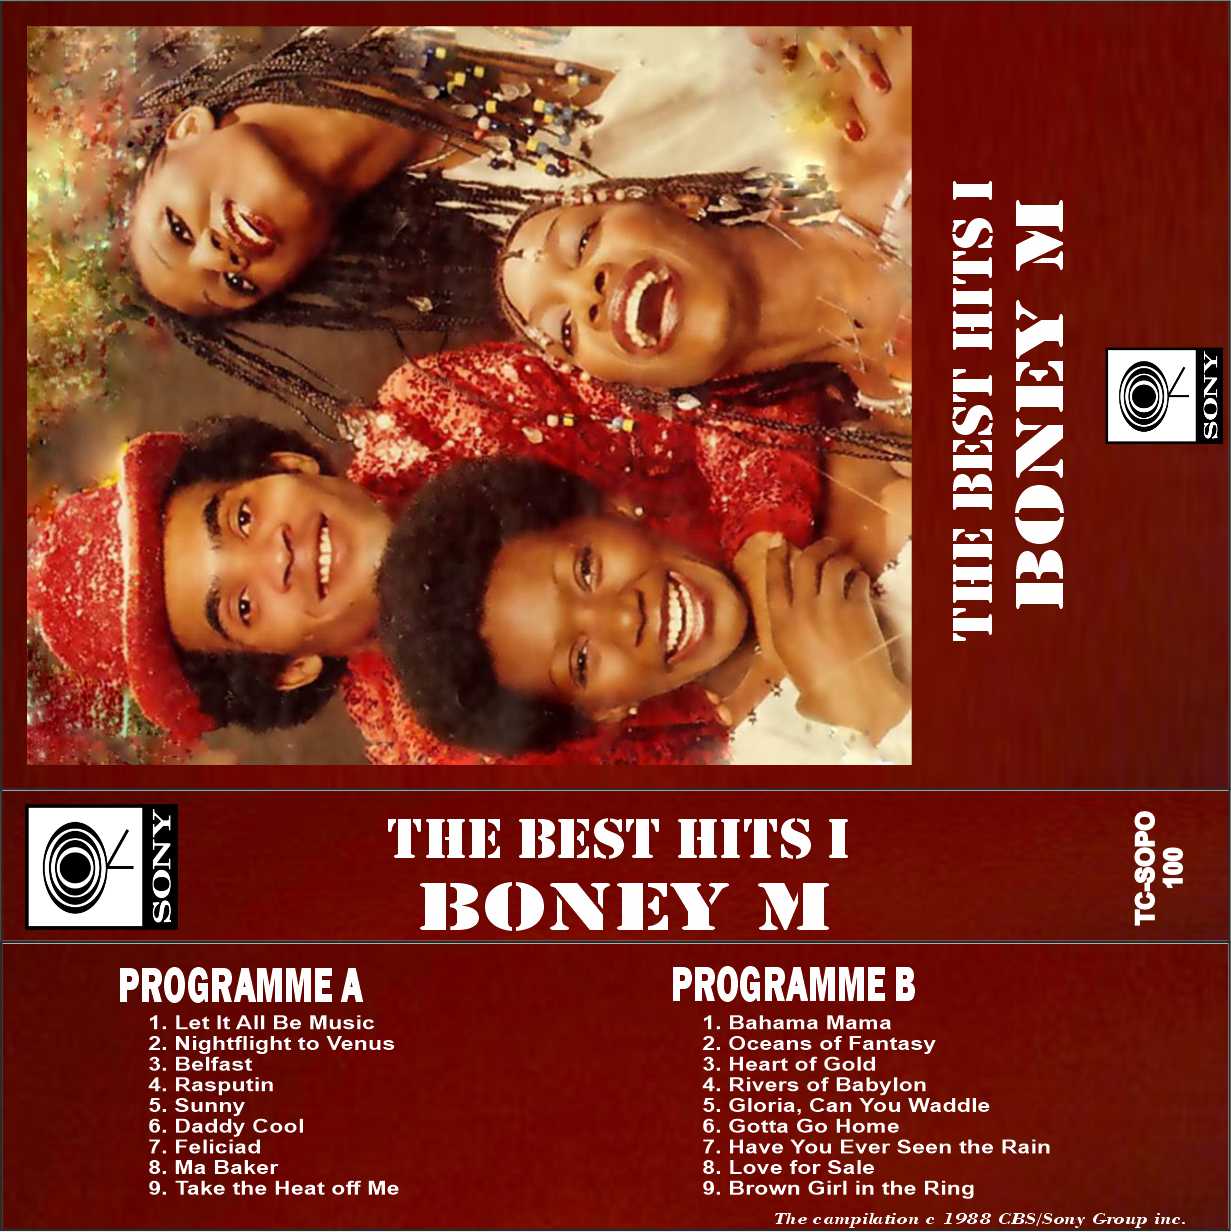 THE BEST HITS I
BONEY M
SONY
SONY
THE BEST HITS I
BONEY M
TC-SOPO
100
PROGRAMME A
1. Let It All Be Music
2. Nightflight to Venus
3. Belfast
4. Rasputin
5. Sunny
6. Daddy Cool
7. Feliciad
8. Ma Baker
9. Take the Heat off Me
PROGRAMME B
1. Bahama Mama
2. Oceans of Fantasy
3. Heart of Gold
4. Rivers of Babylon
5. Gloria, Can You Waddle
6. Gotta Go Home
7. Have You Ever Seen the Rain
8. Love for Sale
9. Brown Girl in the Ring
The campilation c 1988 CBS/Sony Group inc.